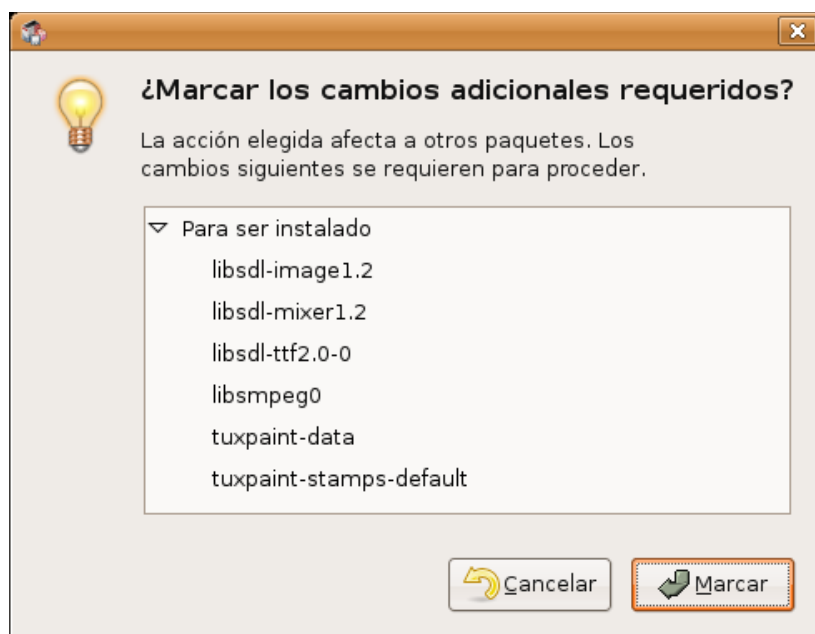 ¿Marcar los cambios adicionales requeridos?
La acción elegida afecta a otros paquetes. Los
cambios siguientes se requieren para proceder.
Para ser instalado
libsdl-image1.2
libsdl-mixer1.2
libsdl-ttf2.0-0
libsmpeg0
tuxpaint-data
tuxpaint-stamps-default
Cancelar
Marcar